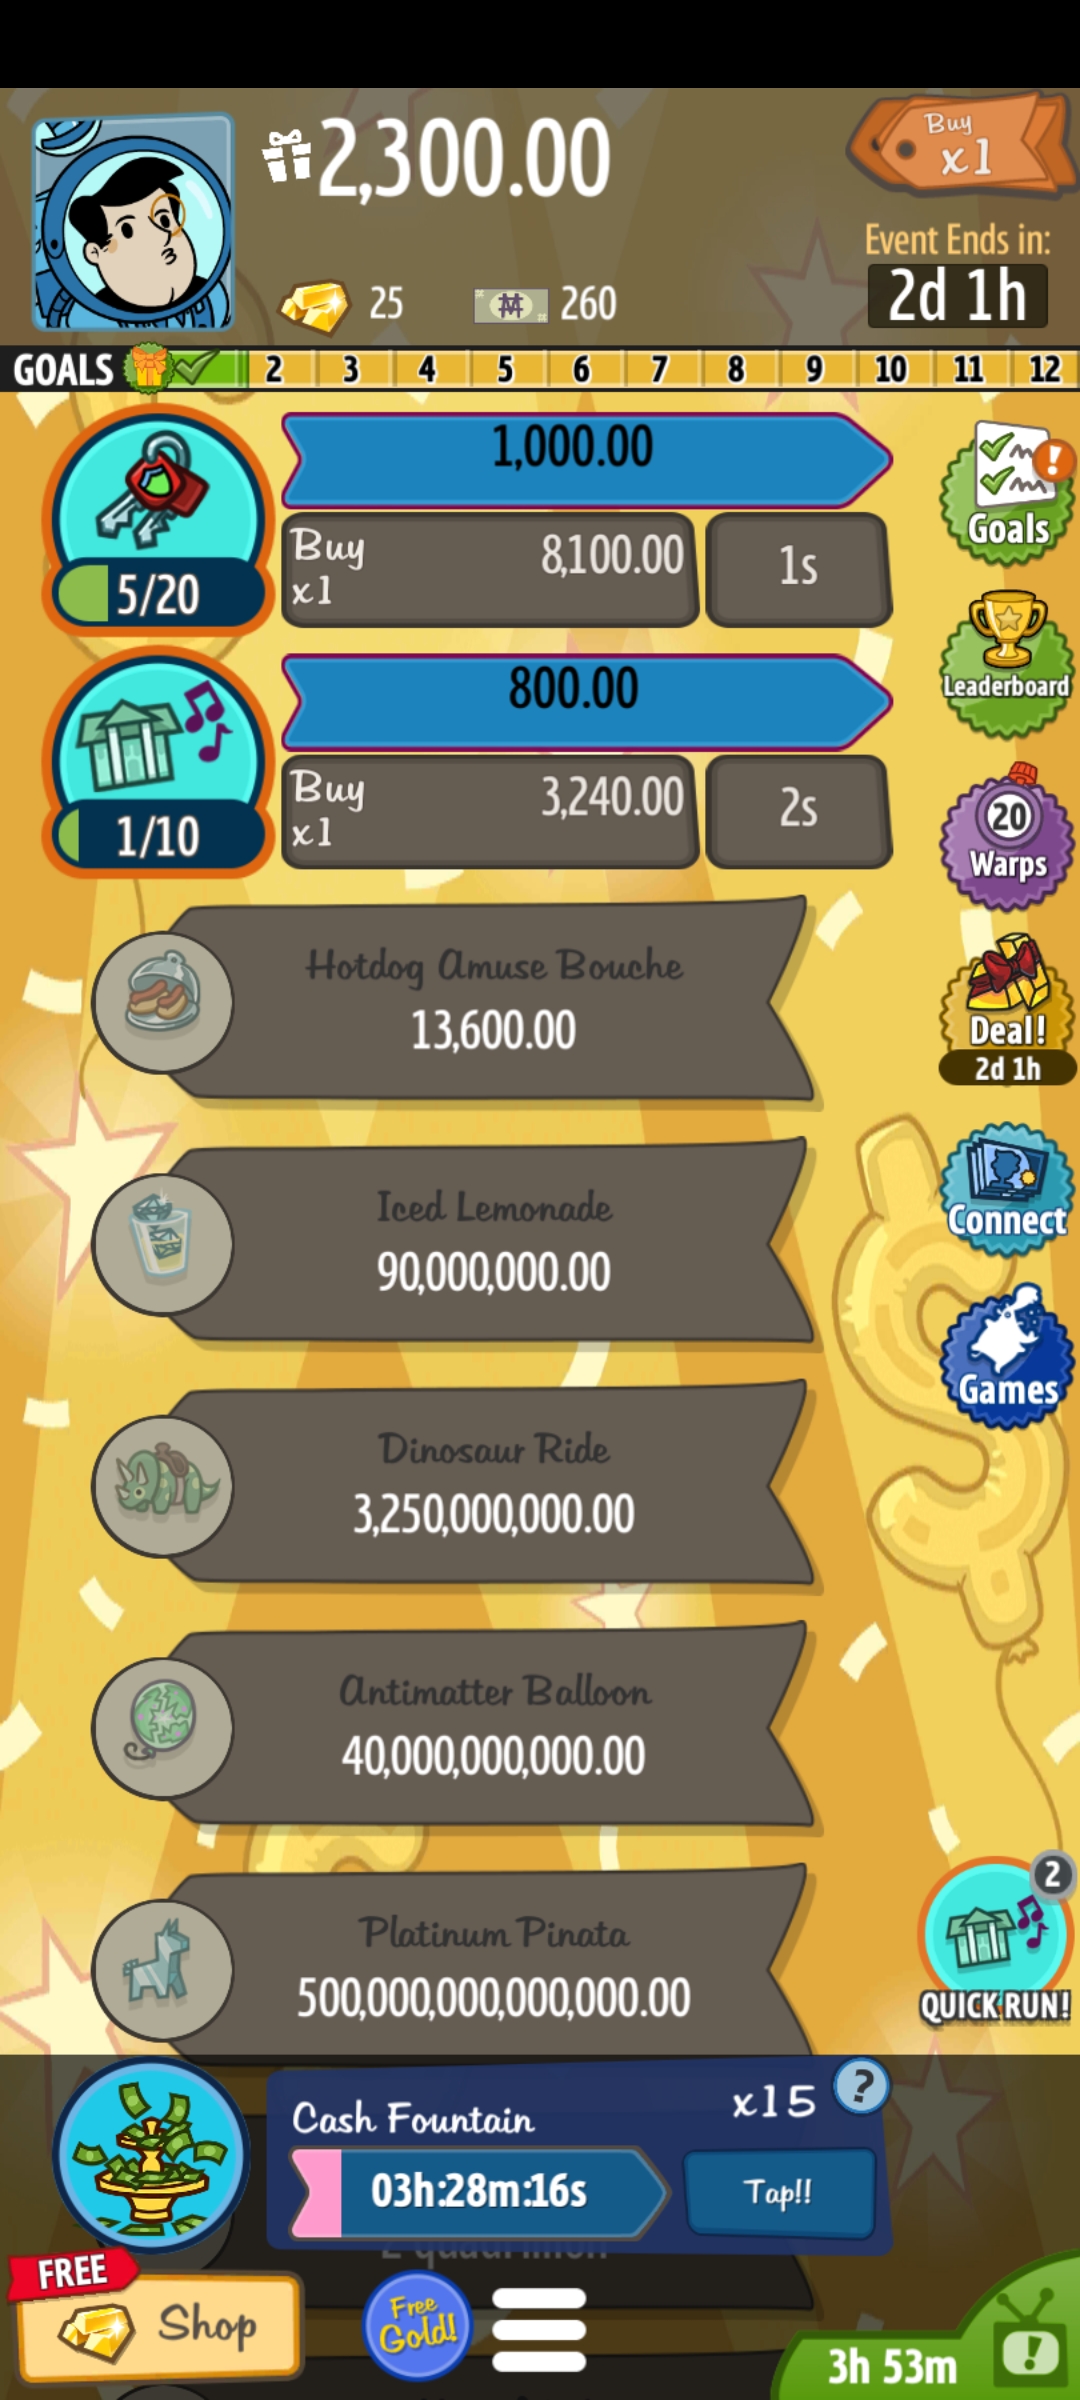 2,300.00
Buy
x1
25
260
Event Ends in:
2d 1h
GOALS 2 3 4 5 6 7 8 9 10 11 12
1,000.00
Buy
x1
8,100.00
1s
5/20
800.00
Buy
x1
3,240.00
2s
1/10
!
Goals
Leaderboard
20
Warps
Deal!
2d 1h
Connect
Games
Hotdog Amuse Bouche
13,600.00
Iced Lemonade
90,000,000.00
Dinosaur Ride
3,250,000,000.00
Antimatter Balloon
40,000,000,000.00
Platinum Pinata
500,000,000,000,000.00
2
QUICK RUN!
Cash Fountain
x15
?
03h:28m:16s
Tap!!
2 quadrillion
FREE
Shop
Free
Gold!
3h 53m
!